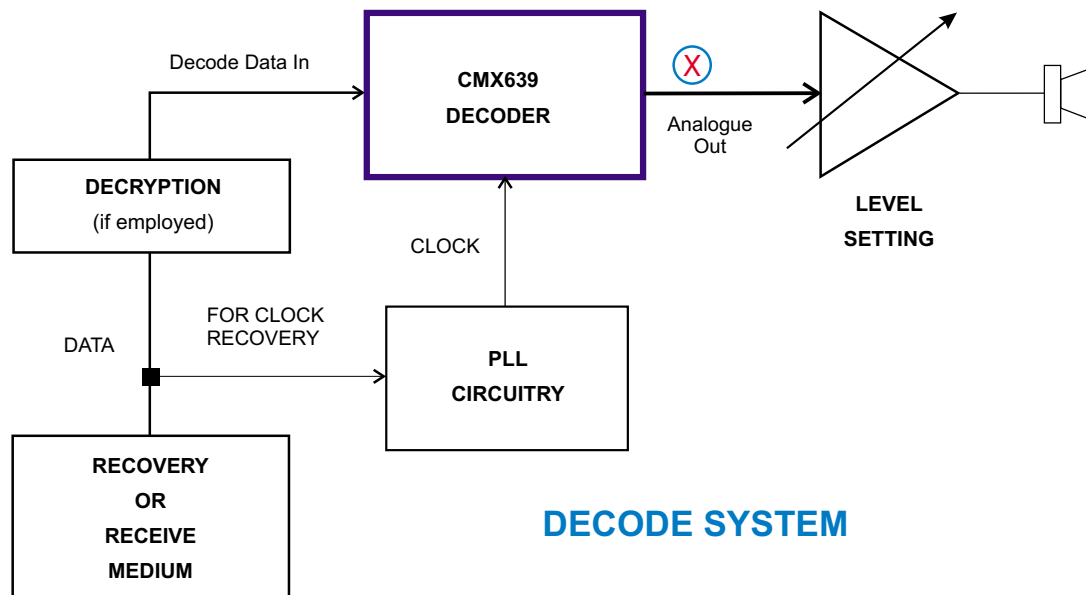 Decode Data In
CMX639
DECODER
X
Analogue
Out
DECRYPTION
(if employed)
LEVEL
SETTING
CLOCK
FOR CLOCK
RECOVERY
DATA
PLL
CIRCUITRY
RECOVERY
OR
RECEIVE
MEDIUM
DECODE SYSTEM